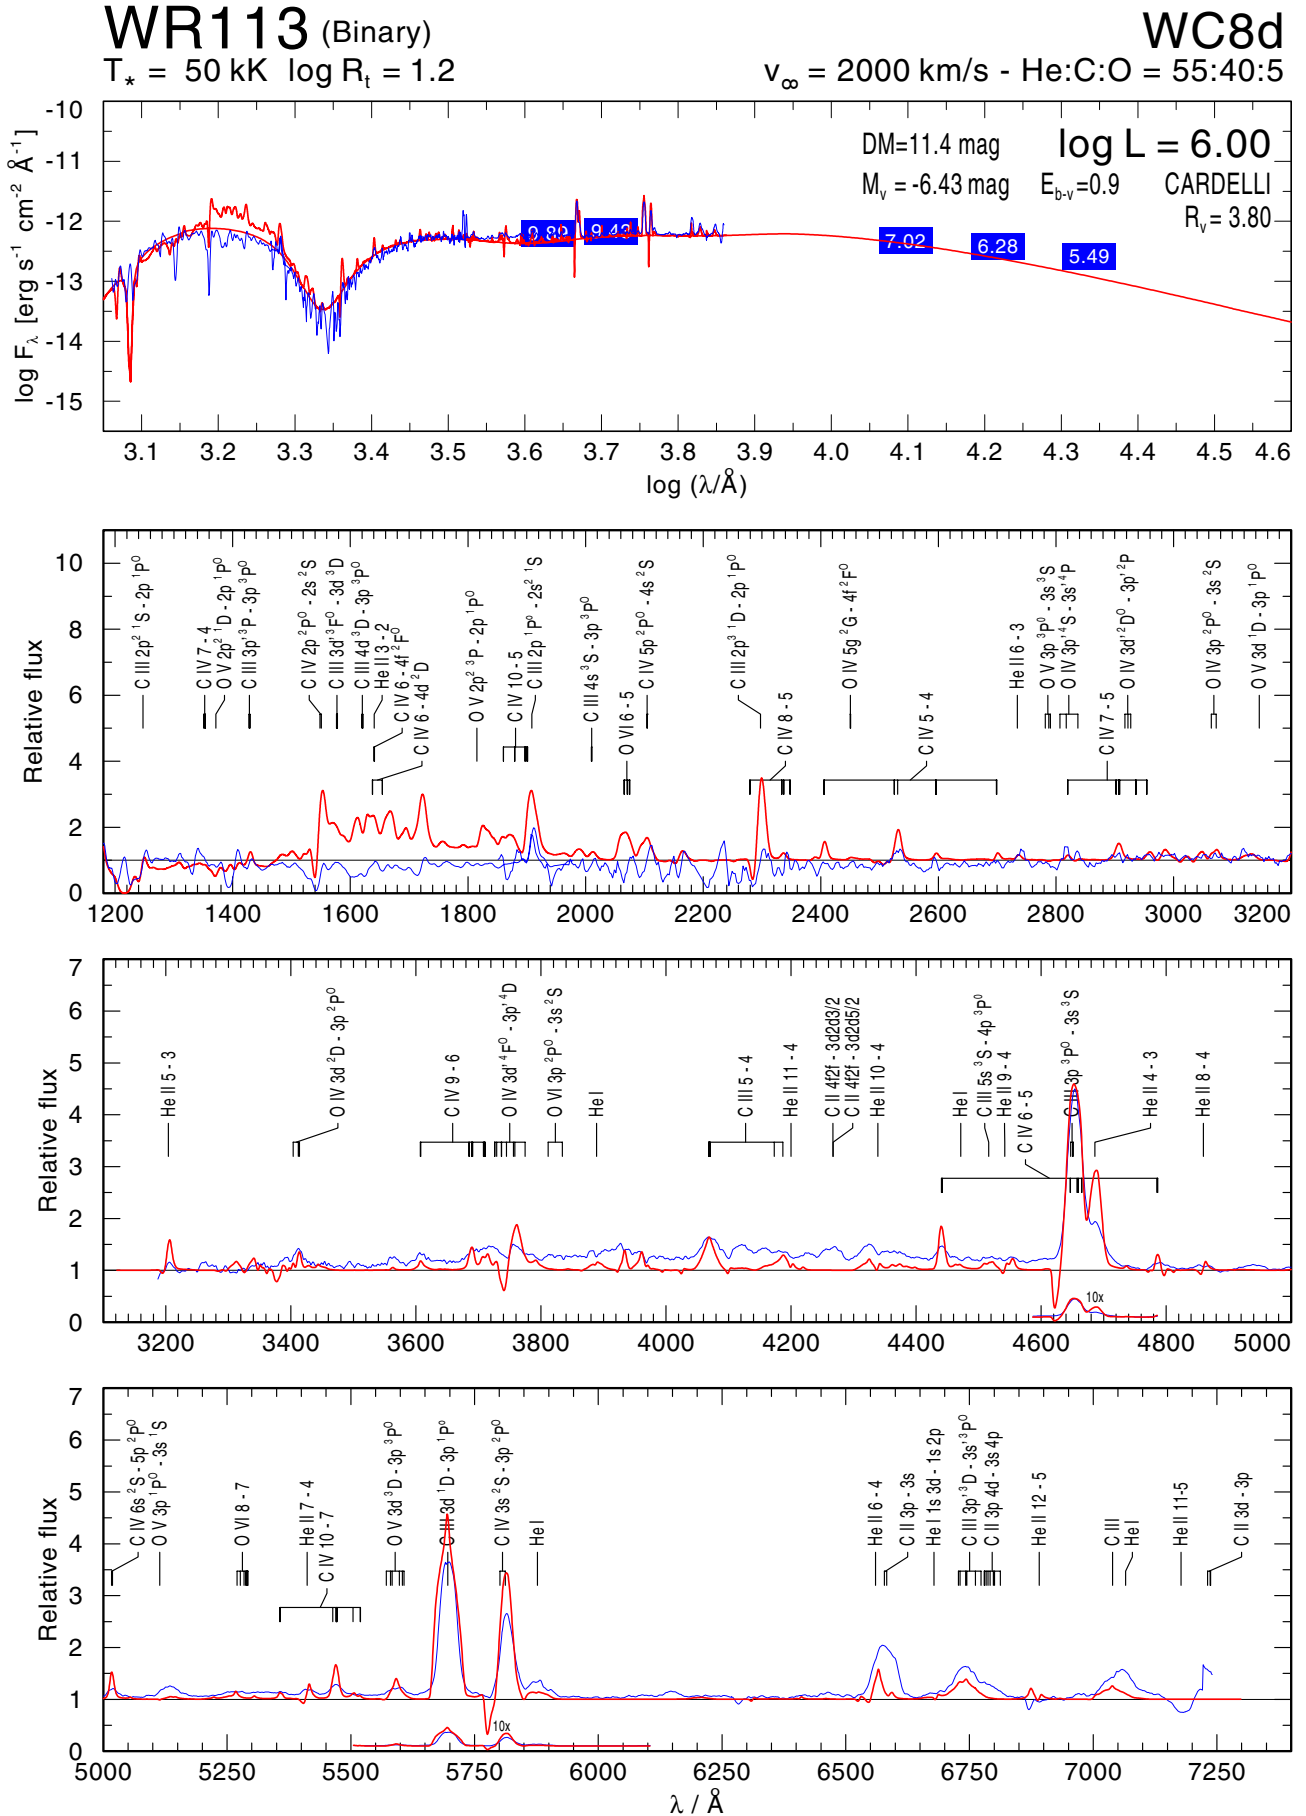 WR113 (Binary) WC8d
T* = 50 kK log Rt = 1.2 v∞ = 2000 km/s - He:C:O = 55:40:5
DM=11.4 mag log L = 6.00
Mv = -6.43 mag Eb-v=0.9 CARDELLI
Rv = 3.80
log Fλ [erg s-1 cm-2 Å-1]
-10
-11
-12
-13
-14
-15
9.43 7.02 6.28 5.49
3.1 3.2 3.3 3.4 3.5 3.6 3.7 3.8 3.9 4.0 4.1 4.2 4.3 4.4 4.5 4.6
log (λ/Å)
Relative flux
10
8
6
4
2
0
C III 2p² ¹S - 2p ¹P⁰
C IV 7 - 4
O V 2p² ¹D - 2p ¹P⁰
C III 3p' ³P - 3p ³P⁰
C IV 2p ²P⁰ - 2s ²S
C III 3d' ³F⁰ - 3d ³D
C III 4d ³D - 3p ³P⁰
He II 3 - 2
C IV 6 - 4f ²F⁰
C IV 6 - 4d ²D
O V 2p² ³P - 2p ¹P⁰
C IV 10 - 5
C III 2p ¹P⁰ - 2s² ¹S
C III 4s ³S - 3p ³P⁰
O VI 6 - 5
C IV 5p ²P⁰ - 4s ²S
C III 2p³ ¹D - 2p ¹P⁰
C IV 8 - 5
O IV 5g ²G - 4f ²F⁰
C IV 5 - 4
He II 6 - 3
O V 3p ³P⁰ - 3s ³S
O IV 3p' ⁴S - 3s' ⁴P
C IV 7 - 5
O IV 3d' ²D⁰ - 3p' ²P
O IV 3p ²P⁰ - 3s ²S
O V 3d ¹D - 3p ¹P⁰
1200 1400 1600 1800 2000 2200 2400 2600 2800 3000 3200
Relative flux
7
6
5
4
3
2
1
0
He II 5 - 3
O IV 3d ²D - 3p ²P⁰
C IV 9 - 6
O IV 3d' ⁴F⁰ - 3p' ⁴D
O VI 3p ²P⁰ - 3s ²S
He I
C III 5 - 4
He II 11 - 4
C II 4f2f - 3d2d3/2
C II 4f2f - 3d2d5/2
He II 10 - 4
He I
C III 5s ³S - 4p ³P⁰
He II 9 - 4
C IV 6 - 5
C III 3p ³P⁰ - 3s ³S
He II 4 - 3
He II 8 - 4
10x
3200 3400 3600 3800 4000 4200 4400 4600 4800 5000
Relative flux
7
6
5
4
3
2
1
0
C IV 6s ²S - 5p ²P⁰
O V 3p ¹P⁰ - 3s ¹S
O VI 8 - 7
He II 7 - 4
C IV 10 - 7
O V 3d ³D - 3p ³P⁰
C III 3d ¹D - 3p ¹P⁰
C IV 3s ²S - 3p ²P⁰
He I
He II 6 - 4
C II 3p - 3s
He I 1s 3d - 1s 2p
C III 3p' ³D - 3s' ³P⁰
C II 3p 4d - 3s 4p
He II 12 - 5
C III
He I
He II 11-5
C II 3d - 3p
10x
5000 5250 5500 5750 6000 6250 6500 6750 7000 7250
λ / Å